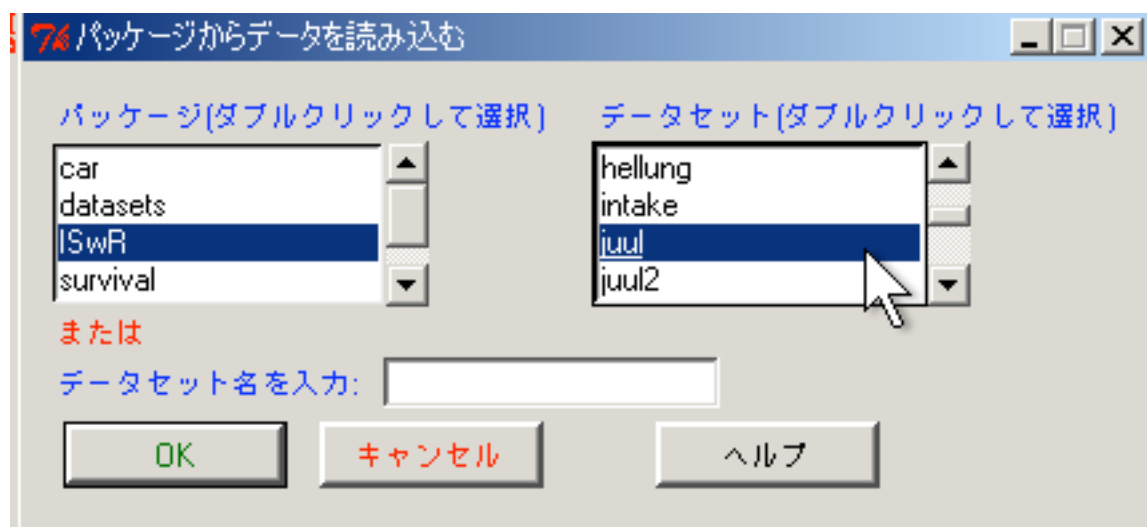 パッケージからデータを読み込む
パッケージ(ダブルクリックして選択)
car
datasets
ISwR
survival
データセット(ダブルクリックして選択)
hellung
intake
juul
juul2
または
データセット名を入力:
OK
キャンセル
ヘルプ